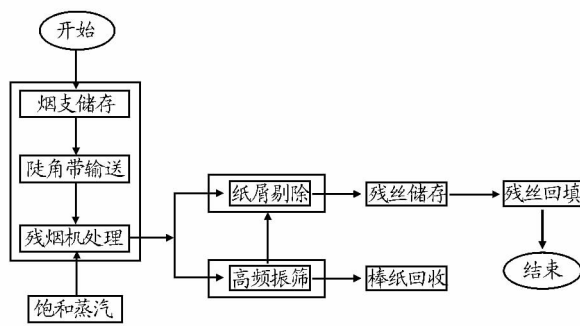 开始
烟支储存
陡角带输送
残烟机处理
饱和蒸汽
纸屑剔除
高频振筛
残丝储存
棒纸回收
残丝回填
结束